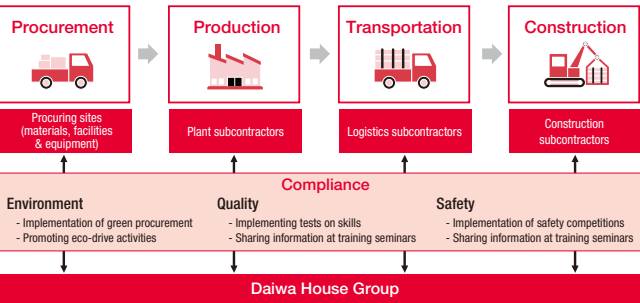 Procurement
Production
Transportation
Construction
Procuring sites
(materials, facilities
& equipment)
Plant subcontractors
Logistics subcontractors
Construction
subcontractors
Compliance
Environment
- Implementation of green procurement
- Promoting eco-drive activities
Quality
- Implementing tests on skills
- Sharing information at training seminars
Safety
- Implementation of safety competitions
- Sharing information at training seminars
Daiwa House Group